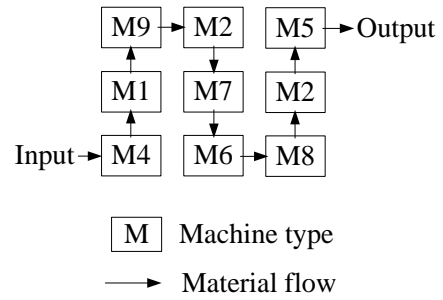 M9 M2 M5 Output
M1 M7 M2
Input M4 M6 M8
M Machine type
Material flow